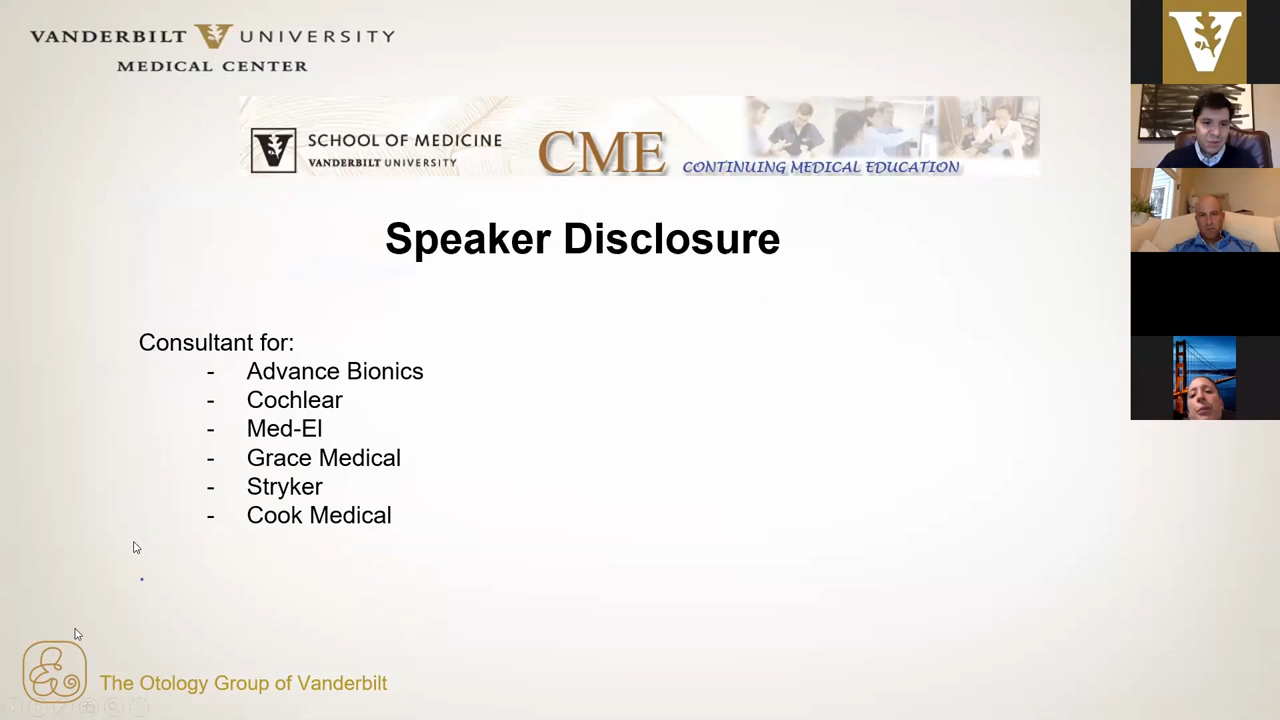 VANDERBILT V UNIVERSITY
MEDICAL CENTER
V
SCHOOL OF MEDICINE
VANDERBILT UNIVERSITY
CME
CONTINUING MEDICAL EDUCATION
Speaker Disclosure
Consultant for:
- Advance Bionics
- Cochlear
- Med-El
- Grace Medical
- Stryker
- Cook Medical
.
The Otology Group of Vanderbilt